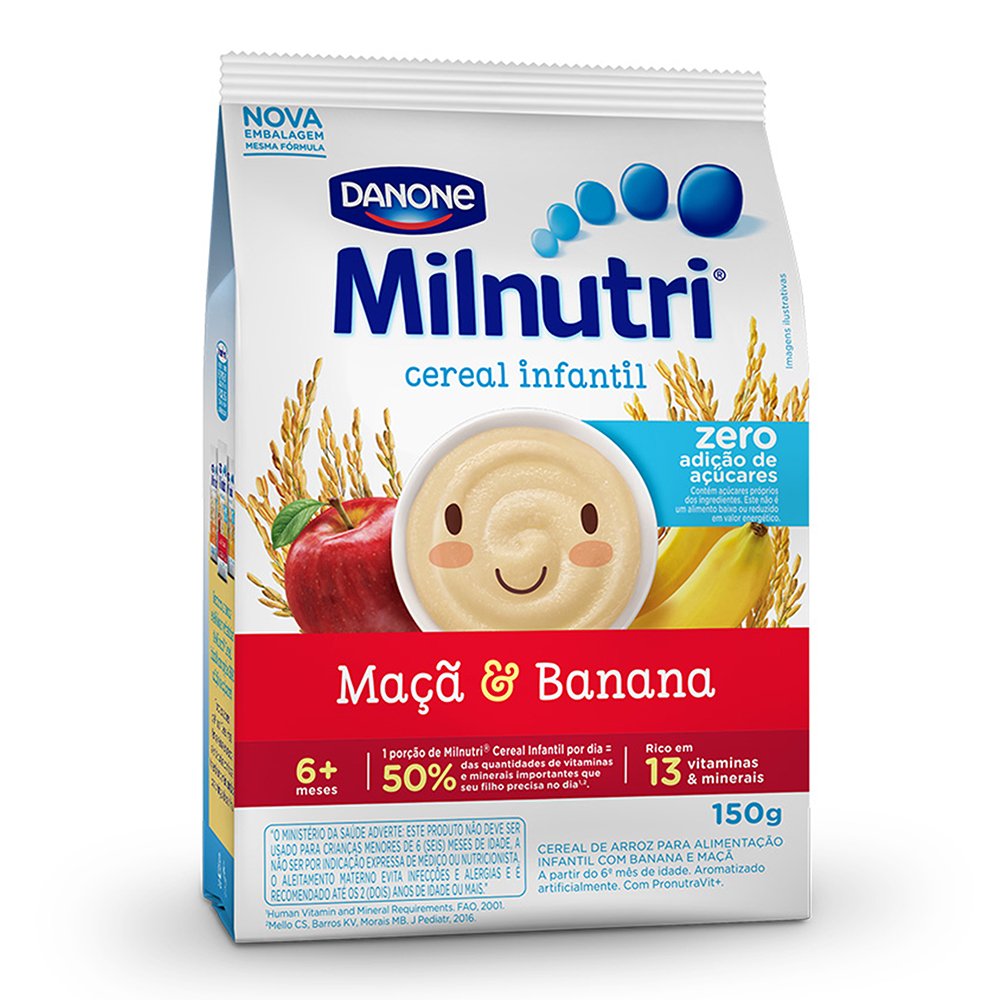 NOVA
EMBALAGEM
MESMA FÓRMULA
DANONE
Milnutri®
cereal infantil
Imagens ilustrativas
zero
adição de
açúcares
Contém açúcares próprios
dos ingredientes. Este não é
um alimento baixo ou reduzido
em valor energético.
Maçã & Banana
6+
meses
1 porção de Milnutri® Cereal Infantil por dia =
50% das quantidades de vitaminas
e minerais importantes que
seu filho precisa no dia¹,².
Rico em
13 vitaminas
& minerais
150g
"O MINISTÉRIO DA SAÚDE ADVERTE: ESTE PRODUTO NÃO DEVE SER
USADO PARA CRIANÇAS MENORES DE 6 (SEIS) MESES DE IDADE, A
NÃO SER POR INDICAÇÃO EXPRESSA DE MÉDICO OU NUTRICIONISTA.
O ALEITAMENTO MATERNO EVITA INFECÇÕES E ALERGIAS E É
RECOMENDADO ATÉ OS 2 (DOIS) ANOS DE IDADE OU MAIS."
¹Human Vitamin and Mineral Requirements. FAO, 2001.
²Mello CS, Barros KV, Morais MB. J Pediatr, 2016.
CEREAL DE ARROZ PARA ALIMENTAÇÃO
INFANTIL COM BANANA E MAÇÃ
A partir do 6º mês de idade. Aromatizado
artificialmente. Com PronutraVit+.